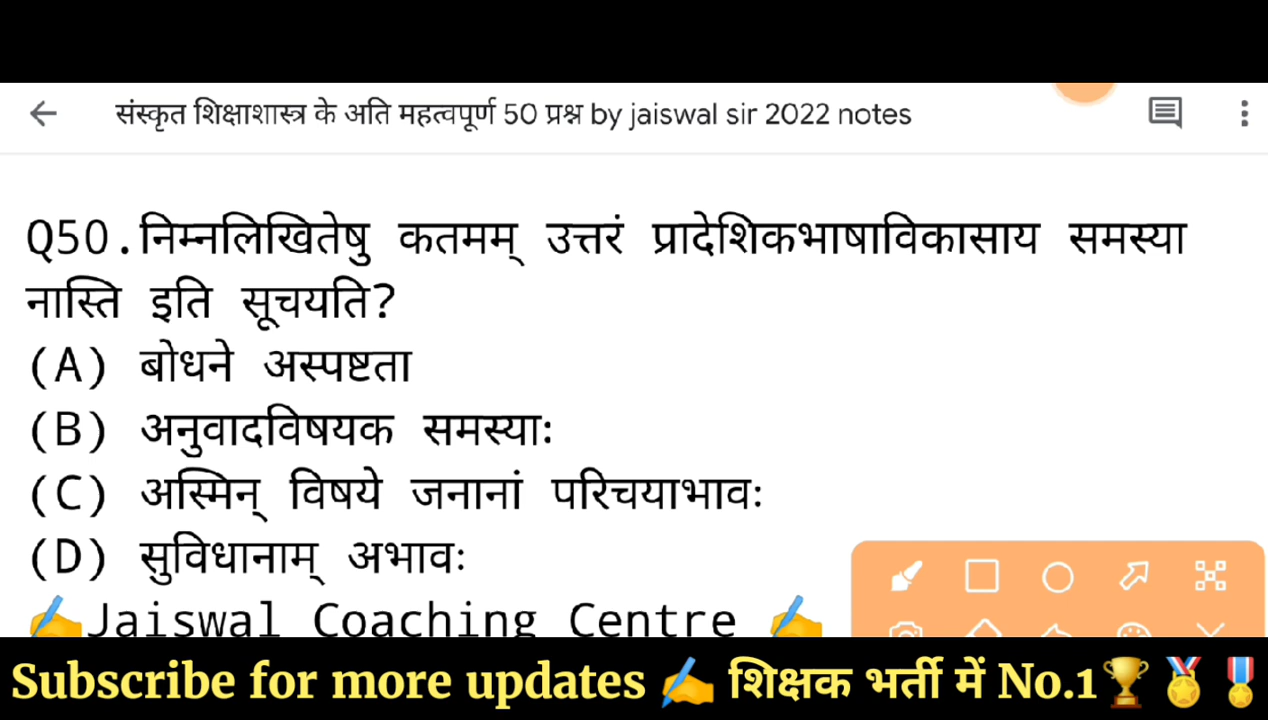 संस्कृत शिक्षाशास्त्र के अति महत्वपूर्ण 50 प्रश्न by jaiswal sir 2022 notes
Q50.निम्नलिखितेषु कतमम् उत्तरं प्रादेशिकभाषाविकासाय समस्या
नास्ति इति सूचयति?
(A) बोधने अस्पष्टता
(B) अनुवादविषयक समस्याः
(C) अस्मिन् विषये जनानां परिचयाभावः
(D) सुविधानाम् अभावः
✍️Jaiswal Coaching Centre ✍️
Subscribe for more updates ✍️ शिक्षक भर्ती में No.1🏆🏅🎖️